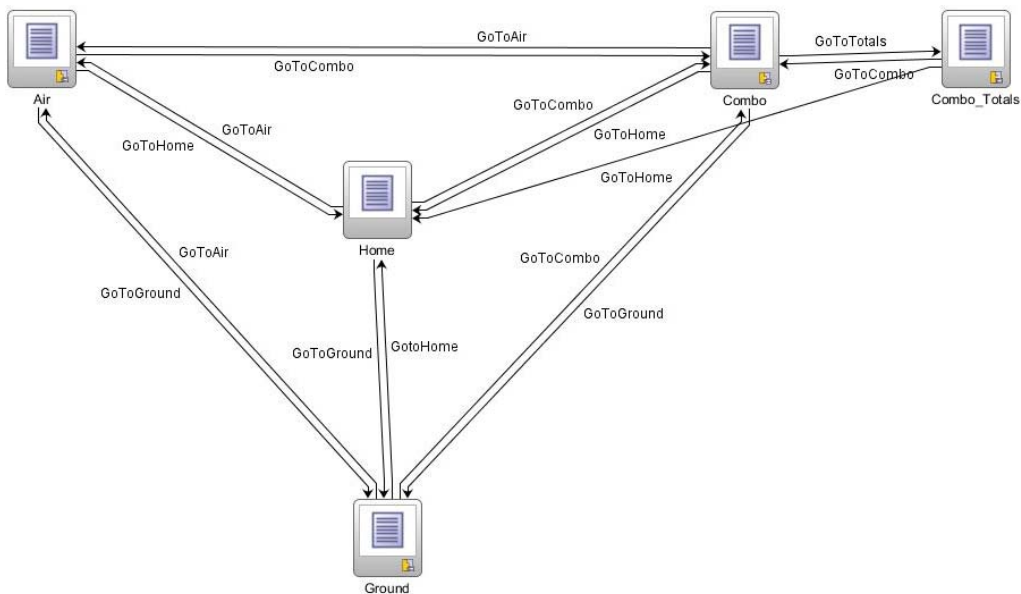 GoToAir
GoToTotals
GoToCombo
GoToCombo
Air
Combo
Combo_Totals
GoToCombo
GoToAir
GoToHome
GoToHome
GoToHome
Home
GoToAir
GoToCombo
GoToGround
GoToGround
GotoHome
GoToGround
Ground